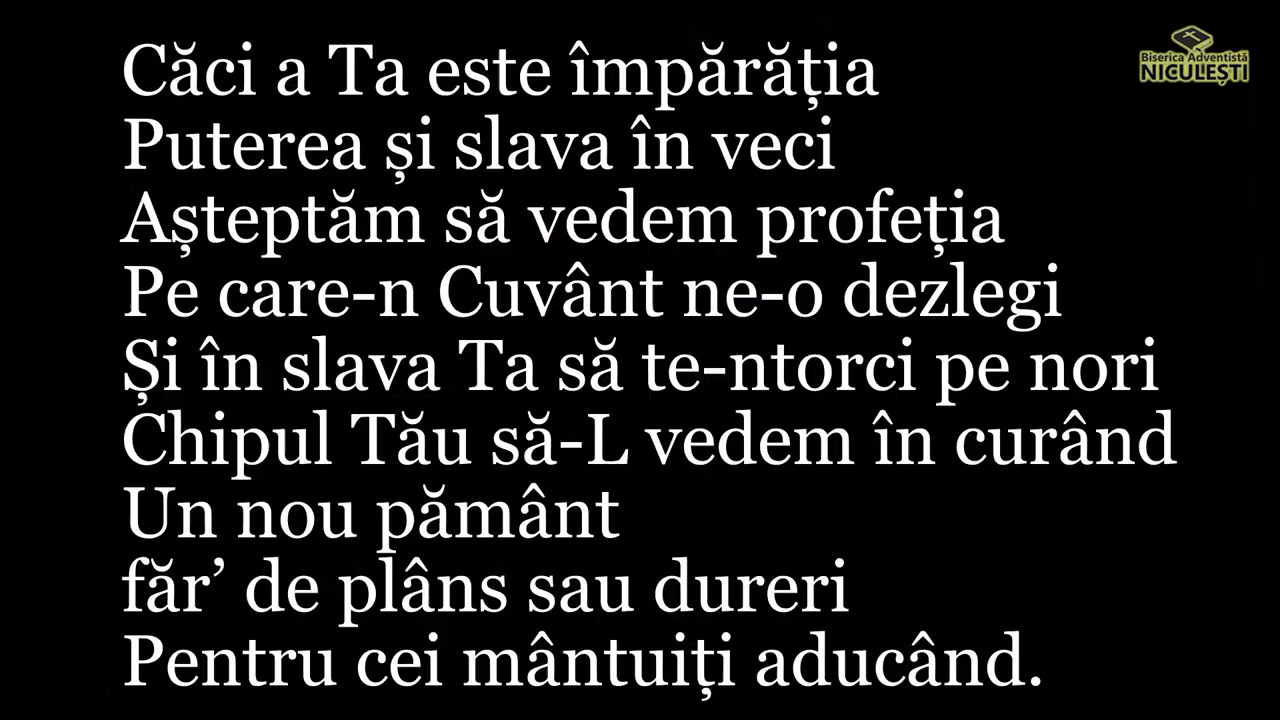 Căci a Ta este împărăția
Puterea și slava în veci
Așteptăm să vedem profeția
Pe care-n Cuvânt ne-o dezlegi
Și în slava Ta să te-ntorci pe nori
Chipul Tău să-L vedem în curând
Un nou pământ
făr’ de plâns sau dureri
Pentru cei mântuiți aducând.
Biserica Adventistă
NICULEȘTI